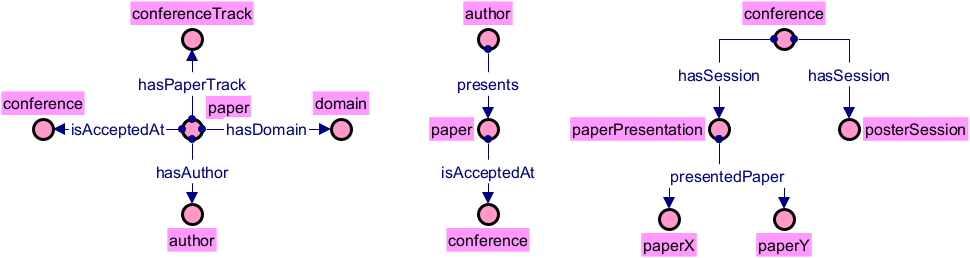 conferenceTrack
hasPaperTrack
conference
paper
domain
isAcceptedAt
hasDomain
hasAuthor
author
author
presents
paper
isAcceptedAt
conference
conference
hasSession
hasSession
paperPresentation
posterSession
presentedPaper
paperX
paperY